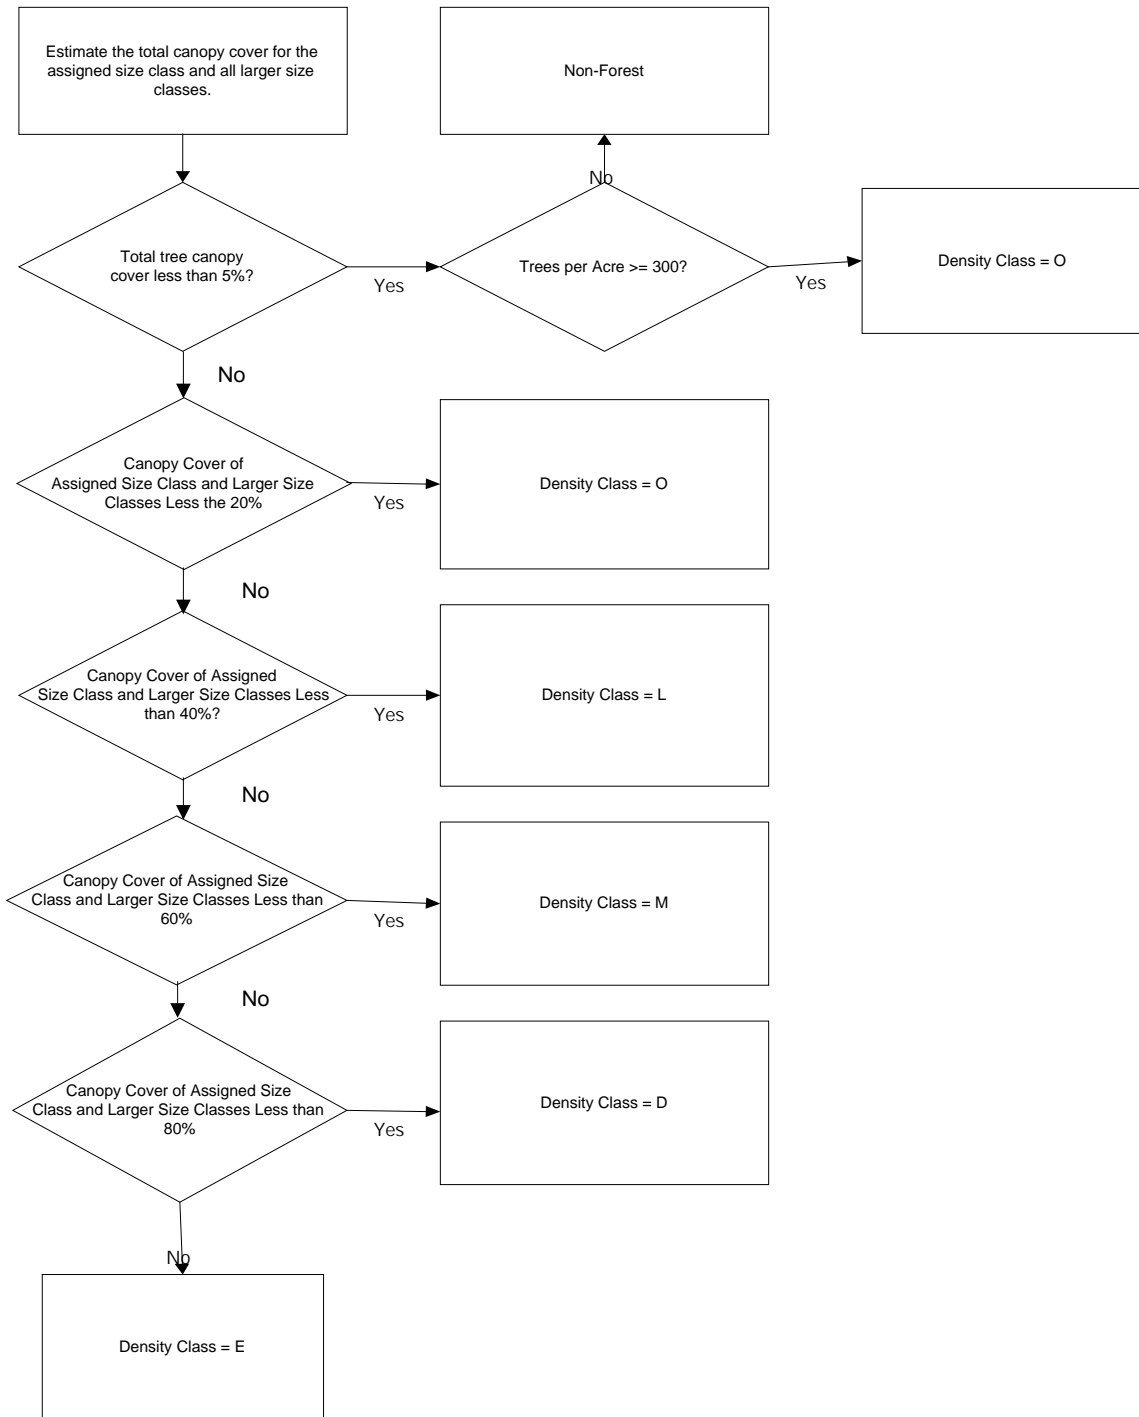 Estimate the total canopy cover for the
assigned size class and all larger size
classes.
Non-Forest
No
Total tree canopy
cover less than 5%?
Yes
Trees per Acre >= 300?
Yes
Density Class = O
No
Canopy Cover of
Assigned Size Class and Larger Size
Classes Less the 20%
Yes
Density Class = O
No
Canopy Cover of Assigned
Size Class and Larger Size Classes Less
than 40%?
Yes
Density Class = L
No
Canopy Cover of Assigned Size
Class and Larger Size Classes Less than
60%
Yes
Density Class = M
No
Canopy Cover of Assigned Size
Class and Larger Size Classes Less than
80%
Yes
Density Class = D
No
Density Class = E